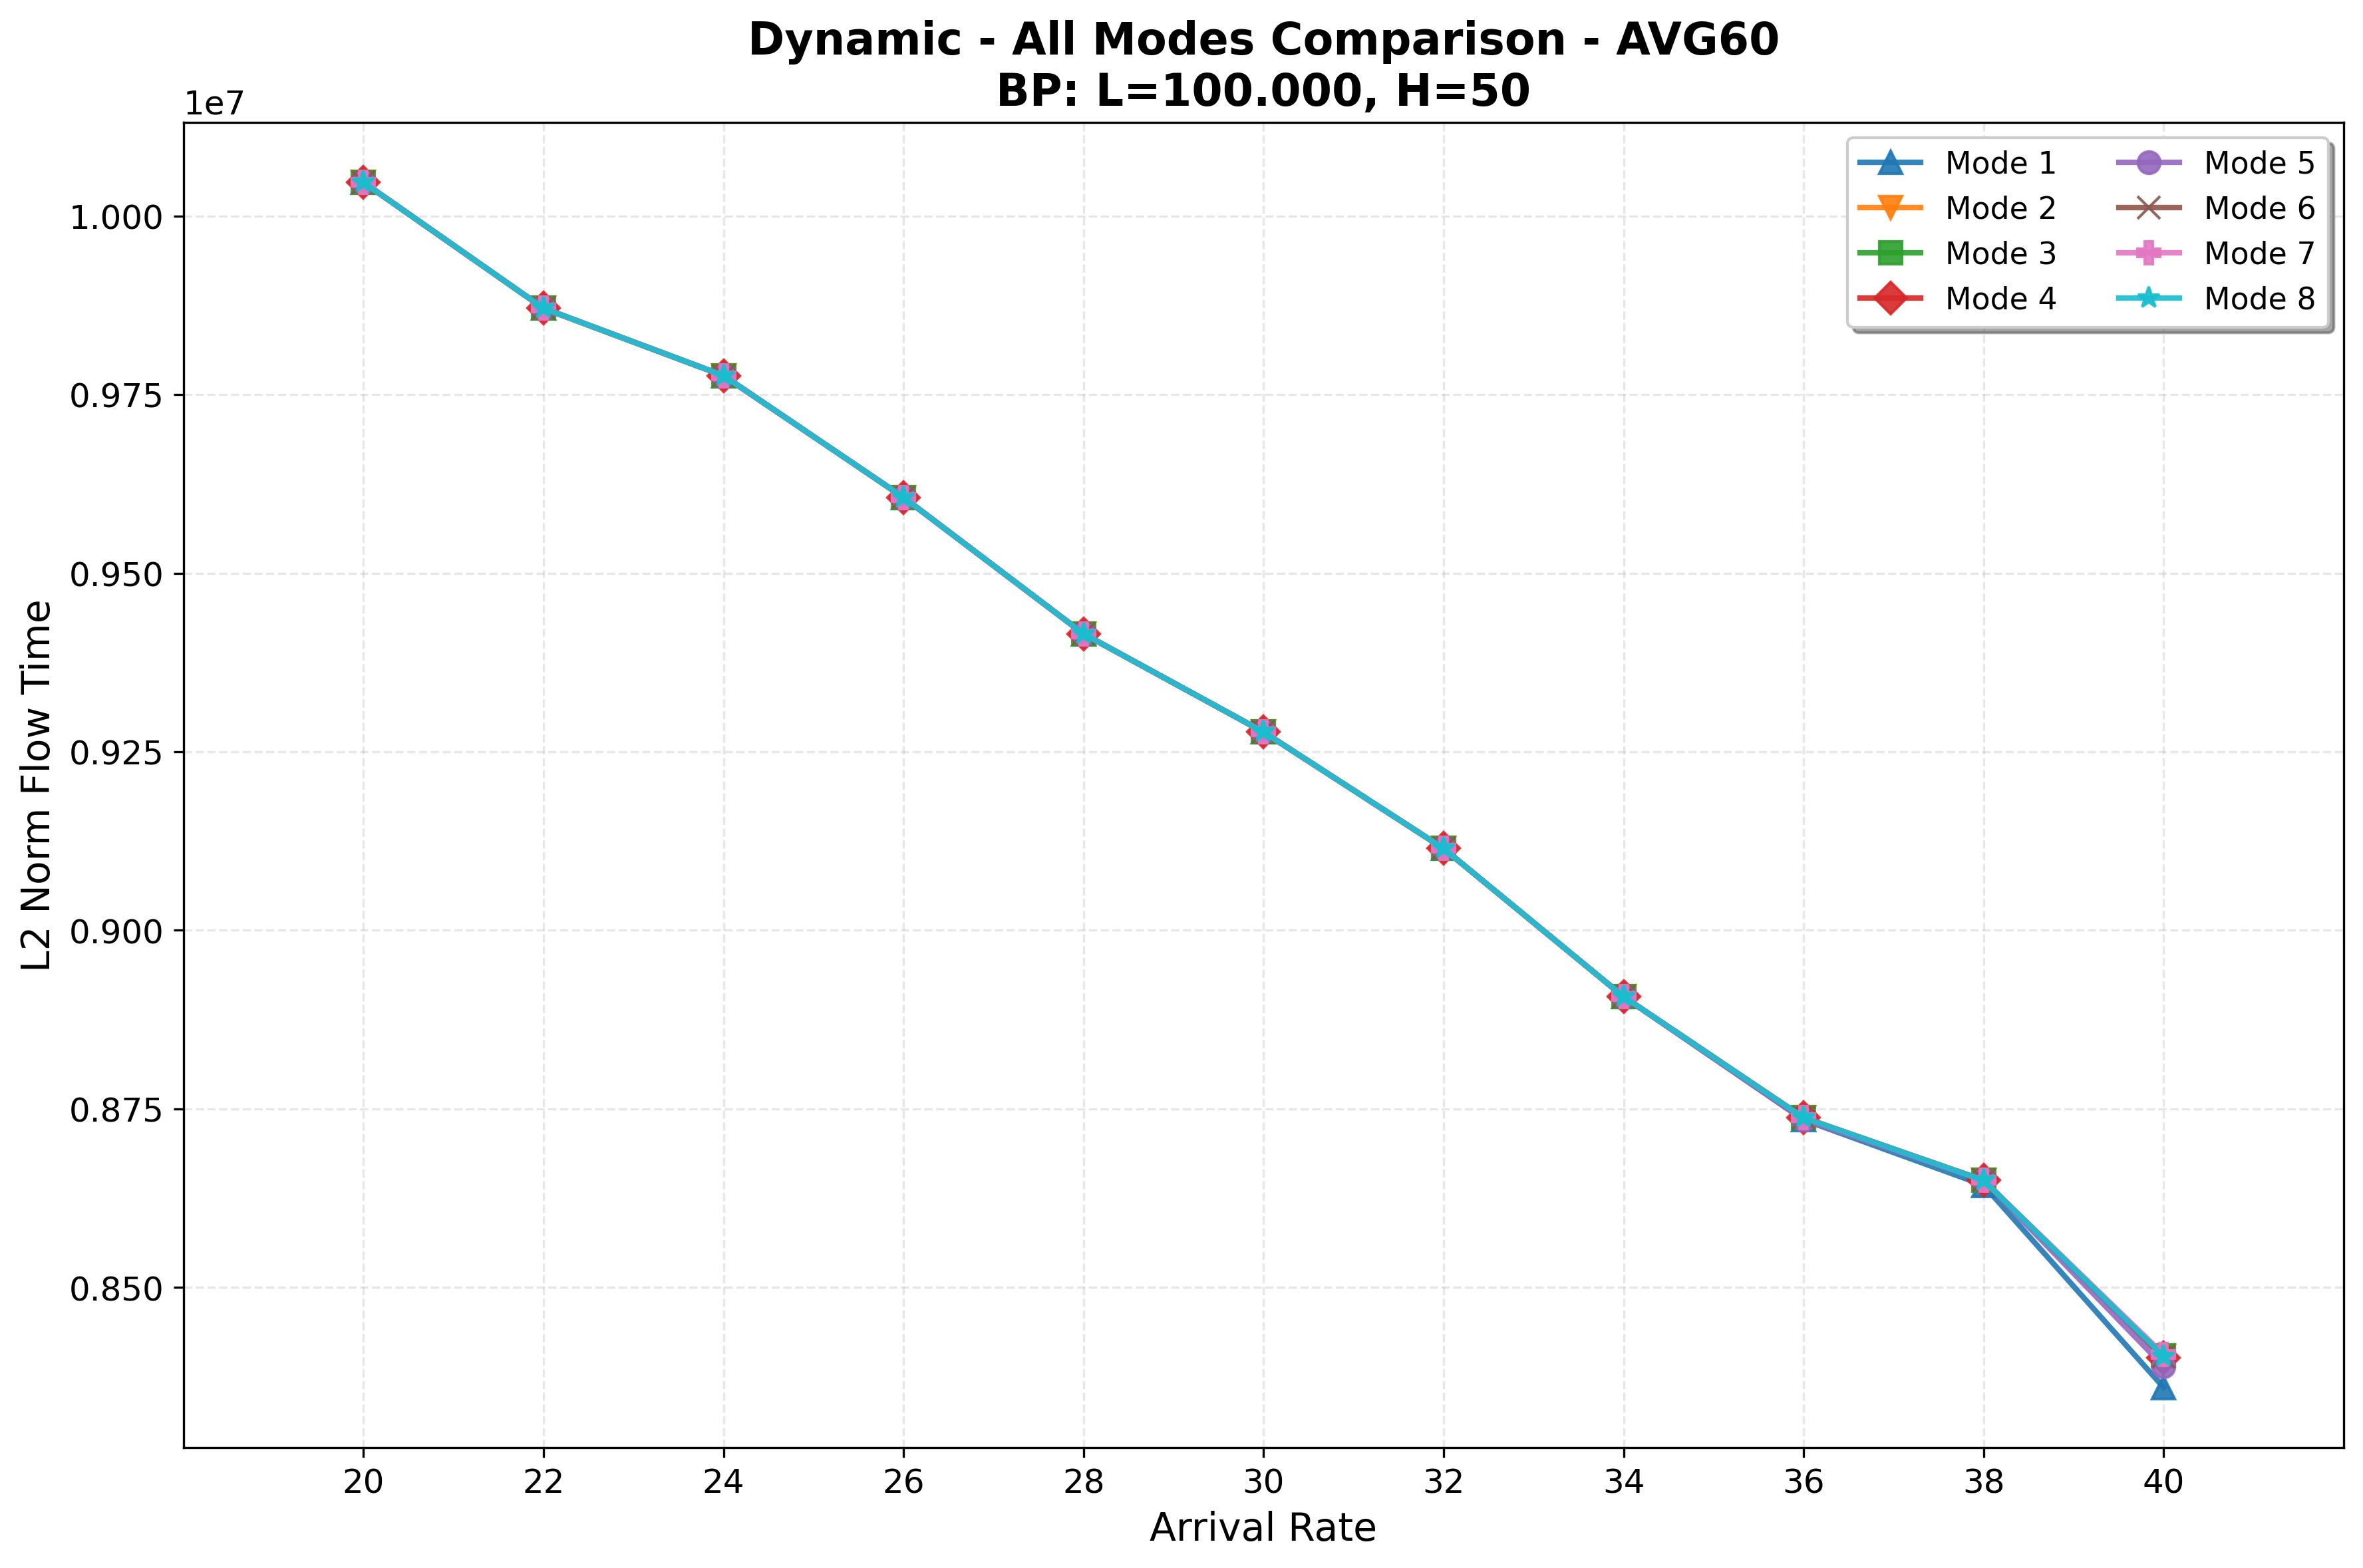 Dynamic - All Modes Comparison - AVG60
BP: L=100.000, H=50
1e7
Mode 1
Mode 2
Mode 3
Mode 4
Mode 5
Mode 6
Mode 7
Mode 8
1.000
0.975
0.950
0.925
0.900
0.875
0.850
L2 Norm Flow Time
20 22 24 26 28 30 32 34 36 38 40
Arrival Rate